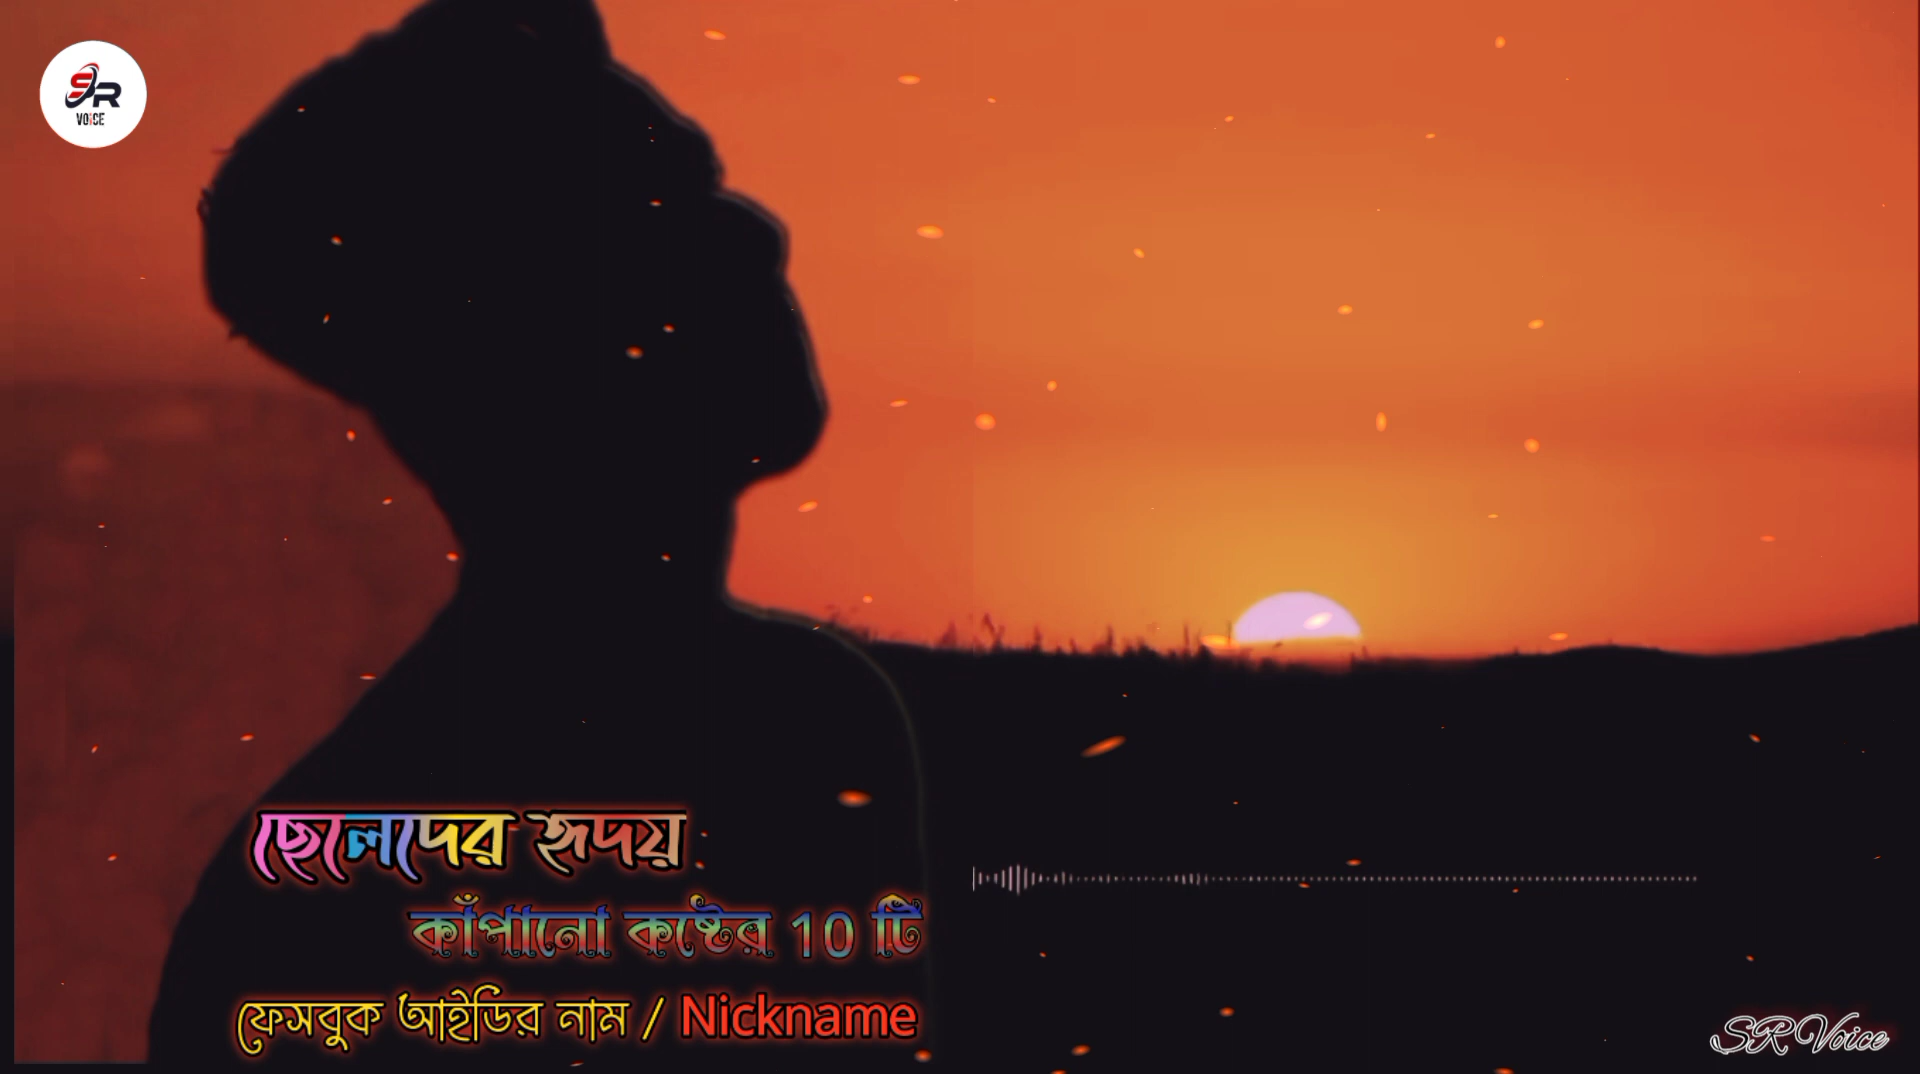 SR
VOICE
ছেলেদের হৃদয়
কাঁপানো কষ্টের 10 টি
ফেসবুক আইডির নাম / Nickname
SR Voice